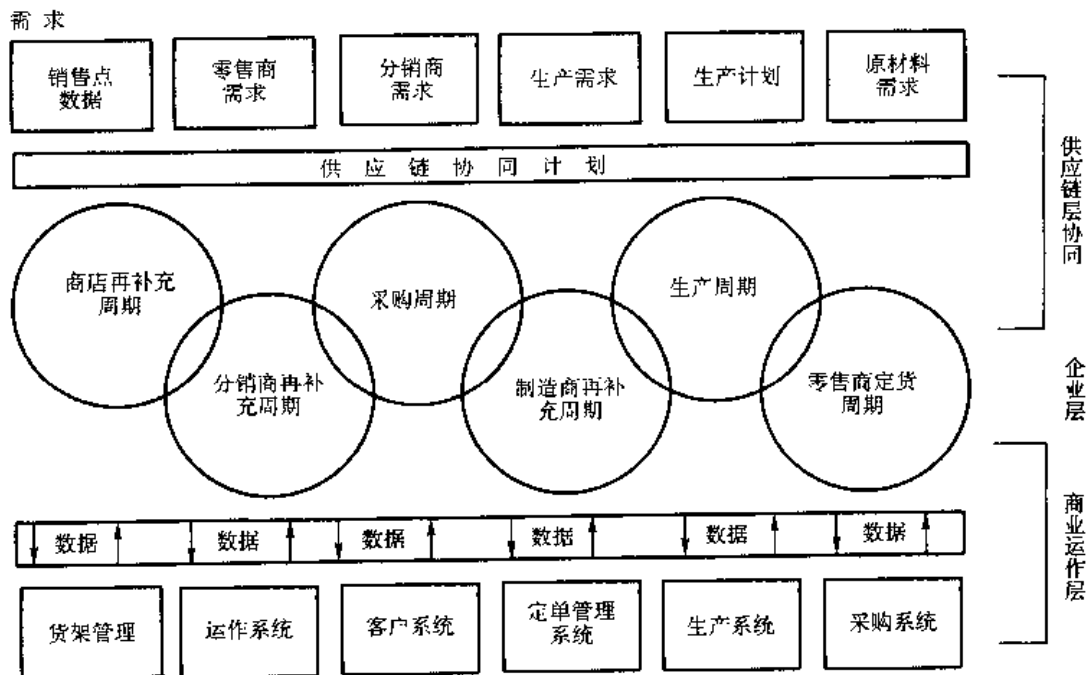 需求
销售点
数据
零售商
需求
分销商
需求
生产需求
生产计划
原材料
需求
供应链协同计划
供应链层协同
商店再补充
周期
采购周期
生产周期
分销商再补
充周期
制造商再补
充周期
零售商定货
周期
企业层
数据
数据
数据
数据
数据
数据
商业运作层
货架管理
运作系统
客户系统
定单管理
系统
生产系统
采购系统